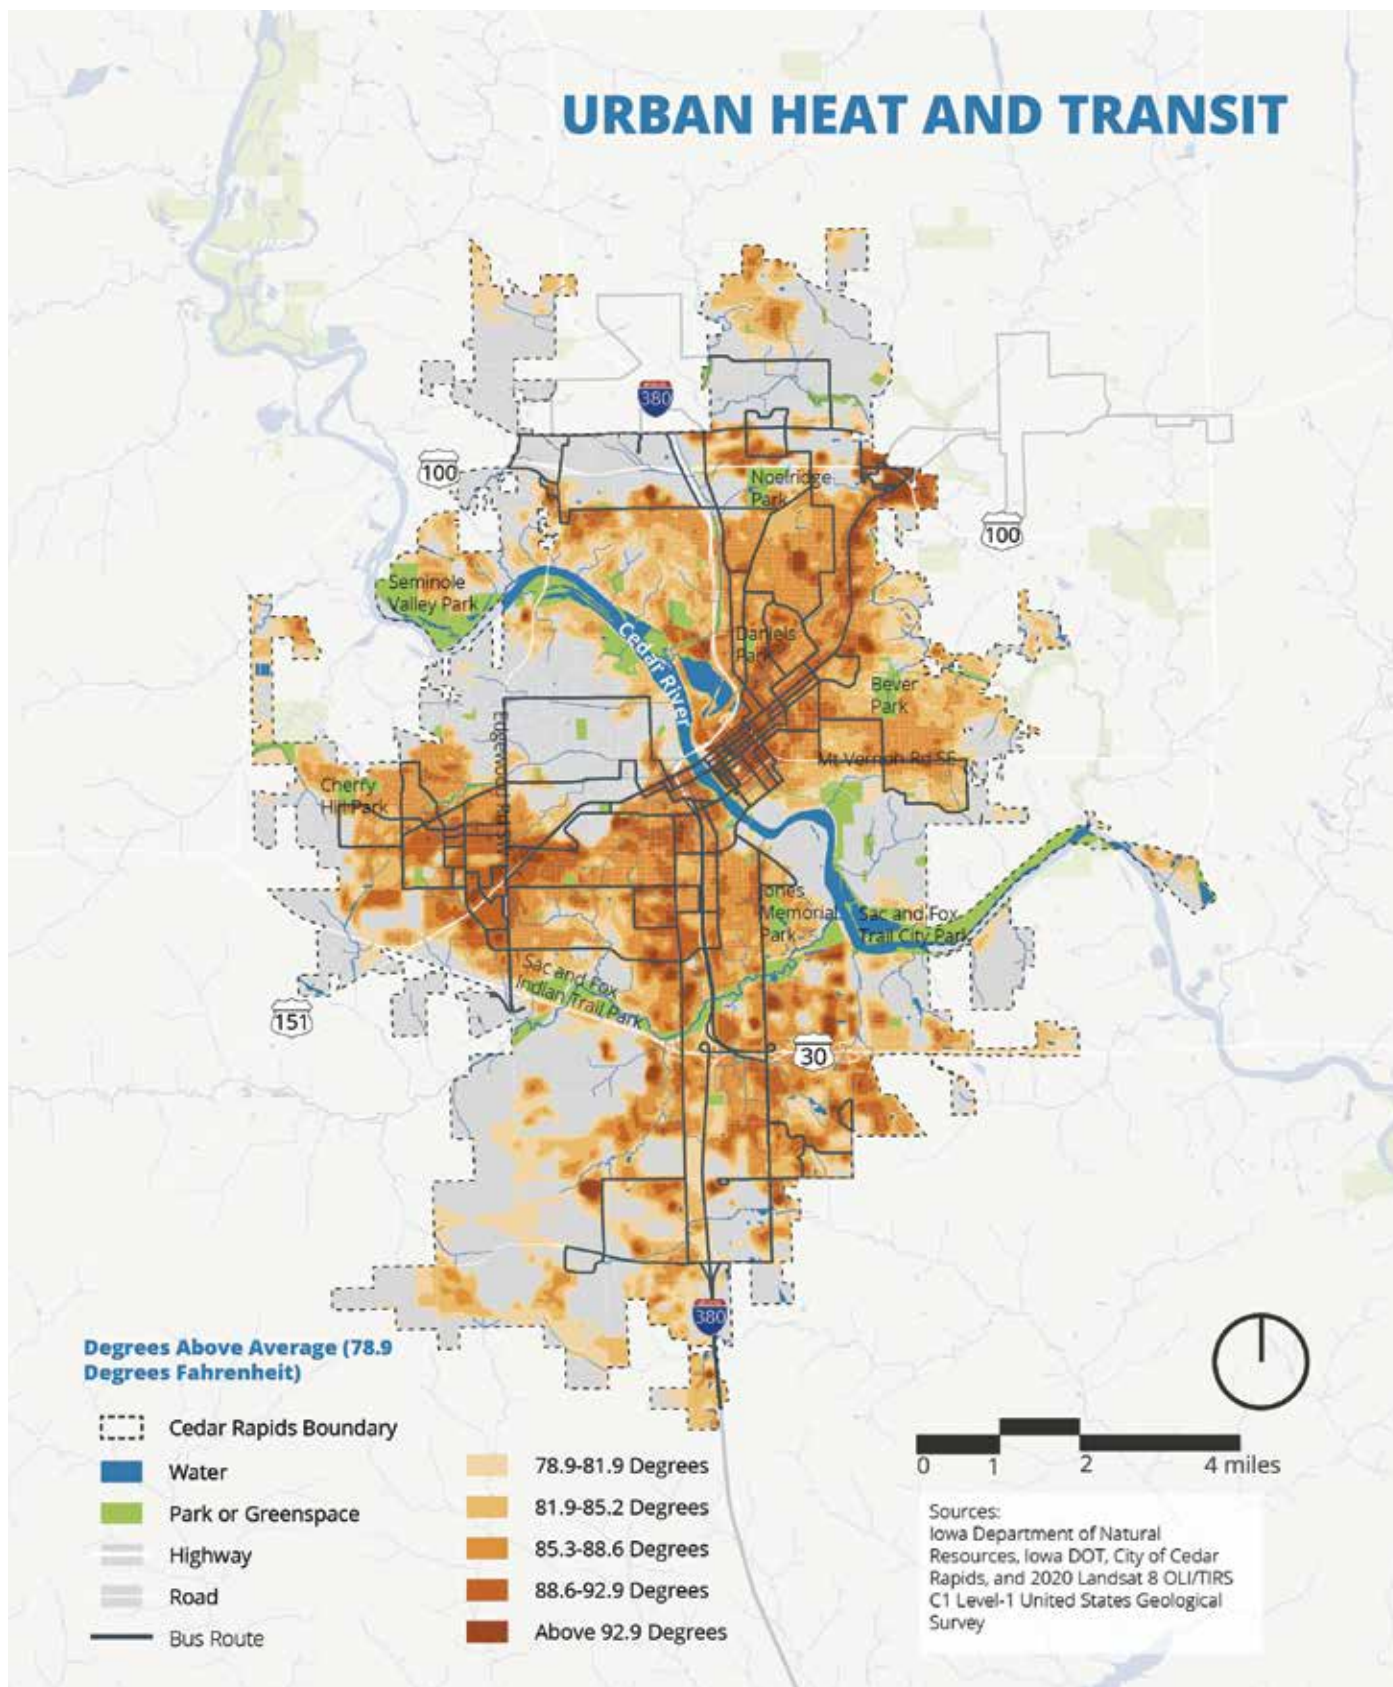 URBAN HEAT AND TRANSIT
380
100
Noelridge
Park
100
Seminole
Valley Park
Cedar River
Daniels
Park
Bever
Park
Edgewood Rd SW
Mt Vernon Rd SE
Cherry
Hill Park
Jones
Memorial
Park
Sac and Fox
Trail City Park
Sac and Fox
Indian Trail Park
151
30
380
Degrees Above Average (78.9
Degrees Fahrenheit)
Cedar Rapids Boundary
Water
Park or Greenspace
Highway
Road
Bus Route
78.9-81.9 Degrees
81.9-85.2 Degrees
85.3-88.6 Degrees
88.6-92.9 Degrees
Above 92.9 Degrees
0 1 2 4 miles
Sources:
Iowa Department of Natural
Resources, Iowa DOT, City of Cedar
Rapids, and 2020 Landsat 8 OLI/TIRS
C1 Level-1 United States Geological
Survey